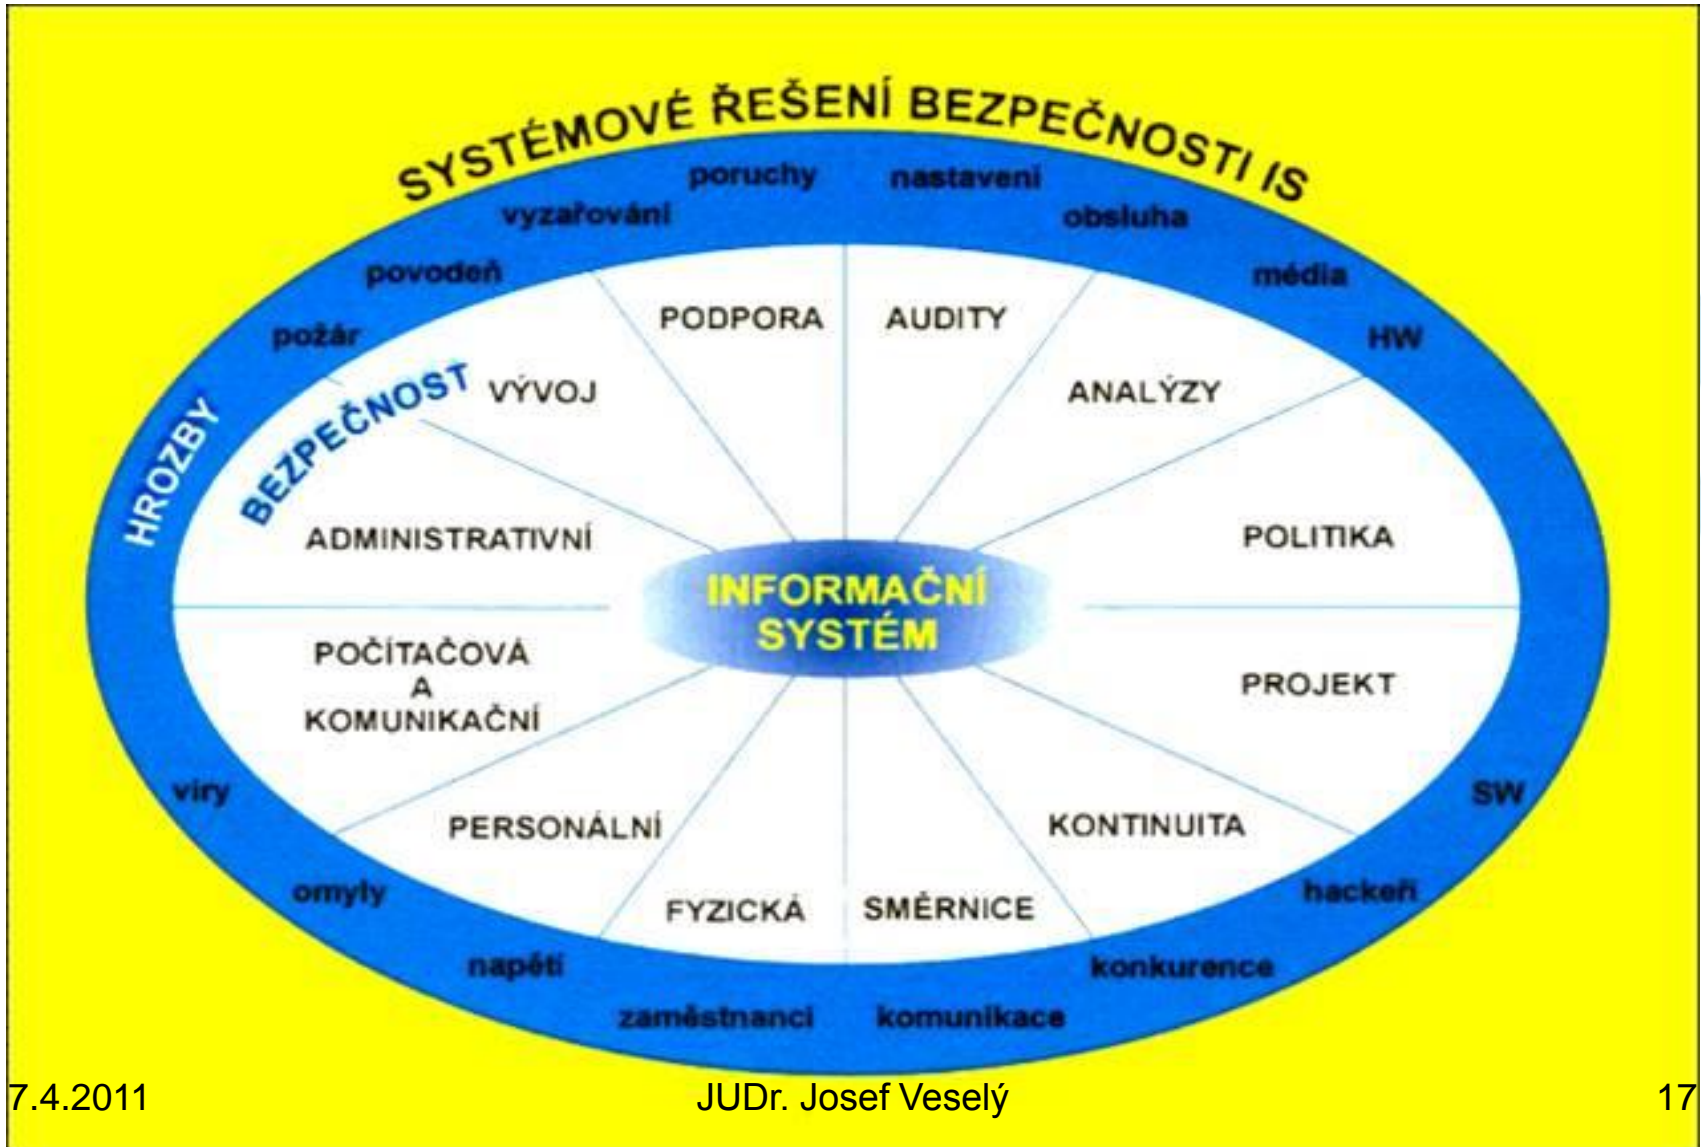 SYSTÉMOVÉ ŘEŠENÍ BEZPEČNOSTI IS
HROZBY
požár
povodeň
vyzařování
poruchy
nastavení
obsluha
média
HW
SW
hackeři
konkurence
komunikace
zaměstnanci
napětí
omyly
viry
BEZPEČNOST
VÝVOJ
PODPORA
AUDITY
ANALÝZY
POLITIKA
PROJEKT
KONTINUITA
SMĚRNICE
FYZICKÁ
PERSONÁLNÍ
POČÍTAČOVÁ
A
KOMUNIKAČNÍ
ADMINISTRATIVNÍ
INFORMAČNÍ
SYSTÉM
7.4.2011
JUDr. Josef Veselý
17